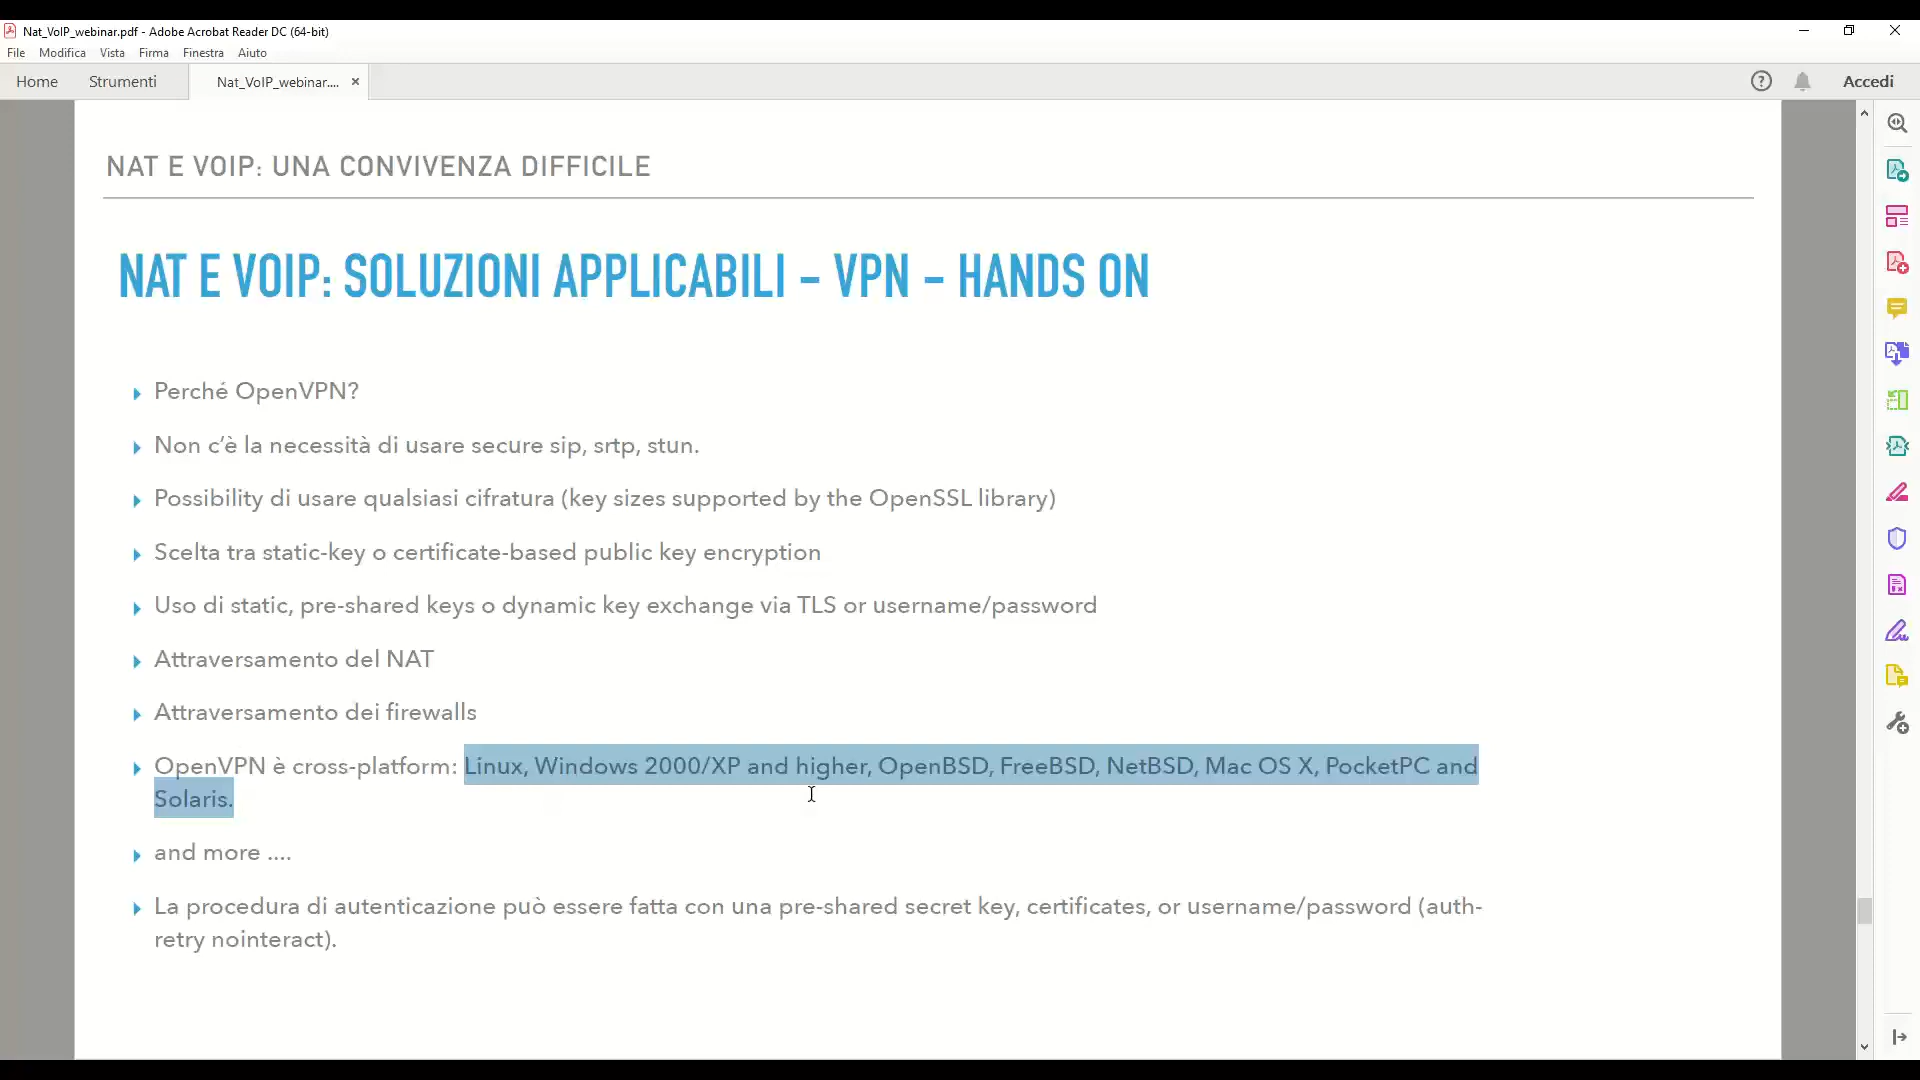 Nat_VoIP_webinar.pdf - Adobe Acrobat Reader DC (64-bit)
File Modifica Vista Firma Finestra Aiuto
Home Strumenti Nat_VoIP_webinar.... × Accedi
NAT E VOIP: UNA CONVIVENZA DIFFICILE
NAT E VOIP: SOLUZIONI APPLICABILI – VPN – HANDS ON
Perché OpenVPN?
Non c’è la necessità di usare secure sip, srtp, stun.
Possibility di usare qualsiasi cifratura (key sizes supported by the OpenSSL library)
Scelta tra static-key o certificate-based public key encryption
Uso di static, pre-shared keys o dynamic key exchange via TLS or username/password
Attraversamento del NAT
Attraversamento dei firewalls
OpenVPN è cross-platform: Linux, Windows 2000/XP and higher, OpenBSD, FreeBSD, NetBSD, Mac OS X, PocketPC and
Solaris.
and more ....
La procedura di autenticazione può essere fatta con una pre-shared secret key, certificates, or username/password (auth-
retry nointeract).